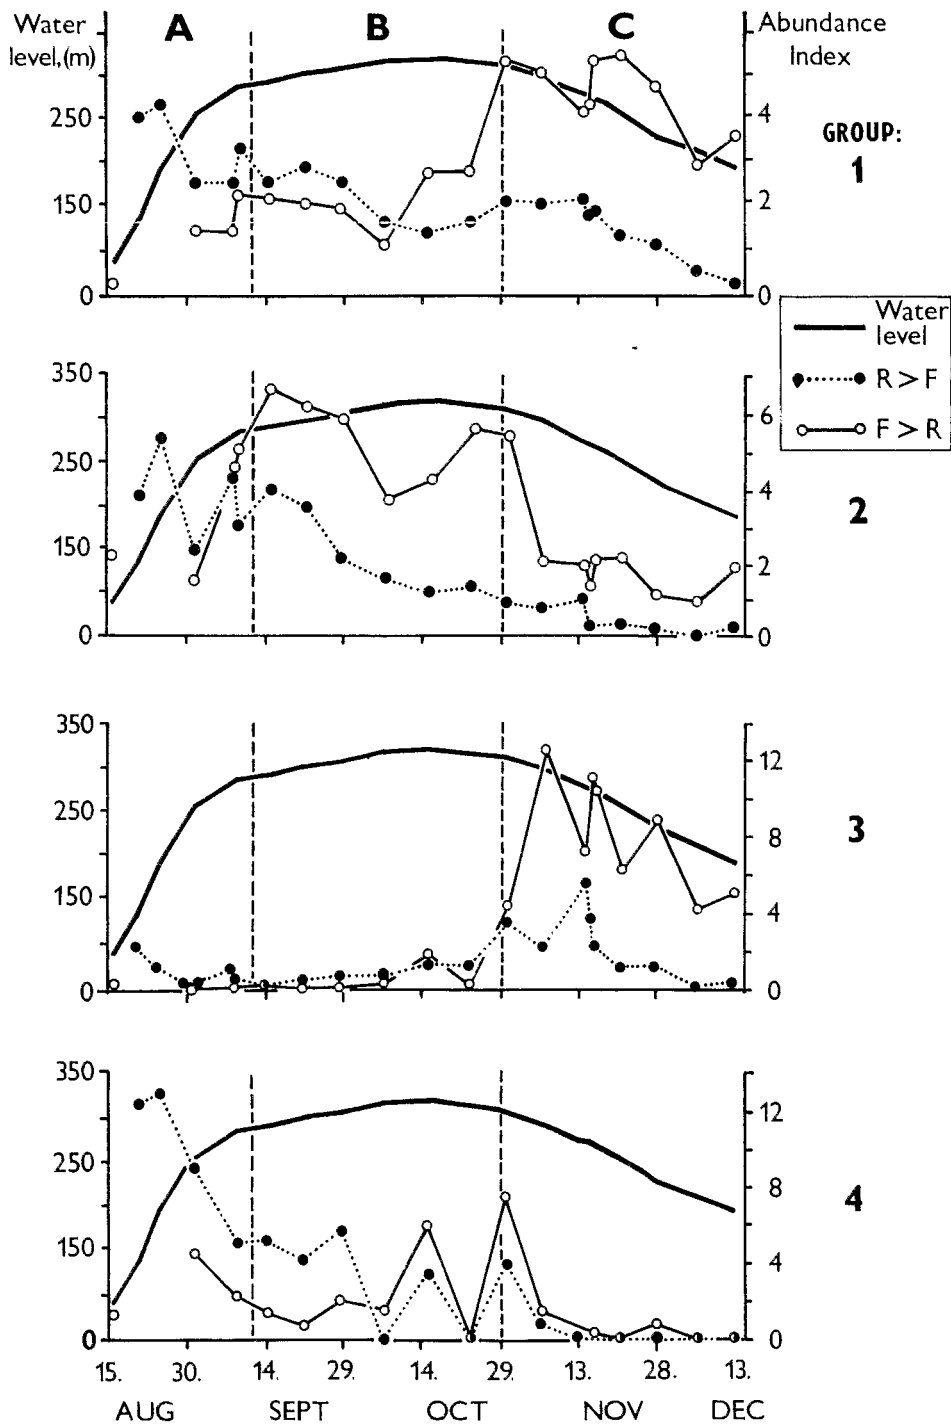 Water
level,(m)
A
B
C
Abundance
Index
250
150
0
4
2
0
GROUP:
1
Water
level
R > F
F > R
350
250
150
0
6
4
2
0
2
350
250
150
0
12
8
4
0
3
350
250
150
0
12
8
4
0
4
15. 30. 14. 29. 14. 29. 13. 28. 13.
AUG SEPT OCT NOV DEC